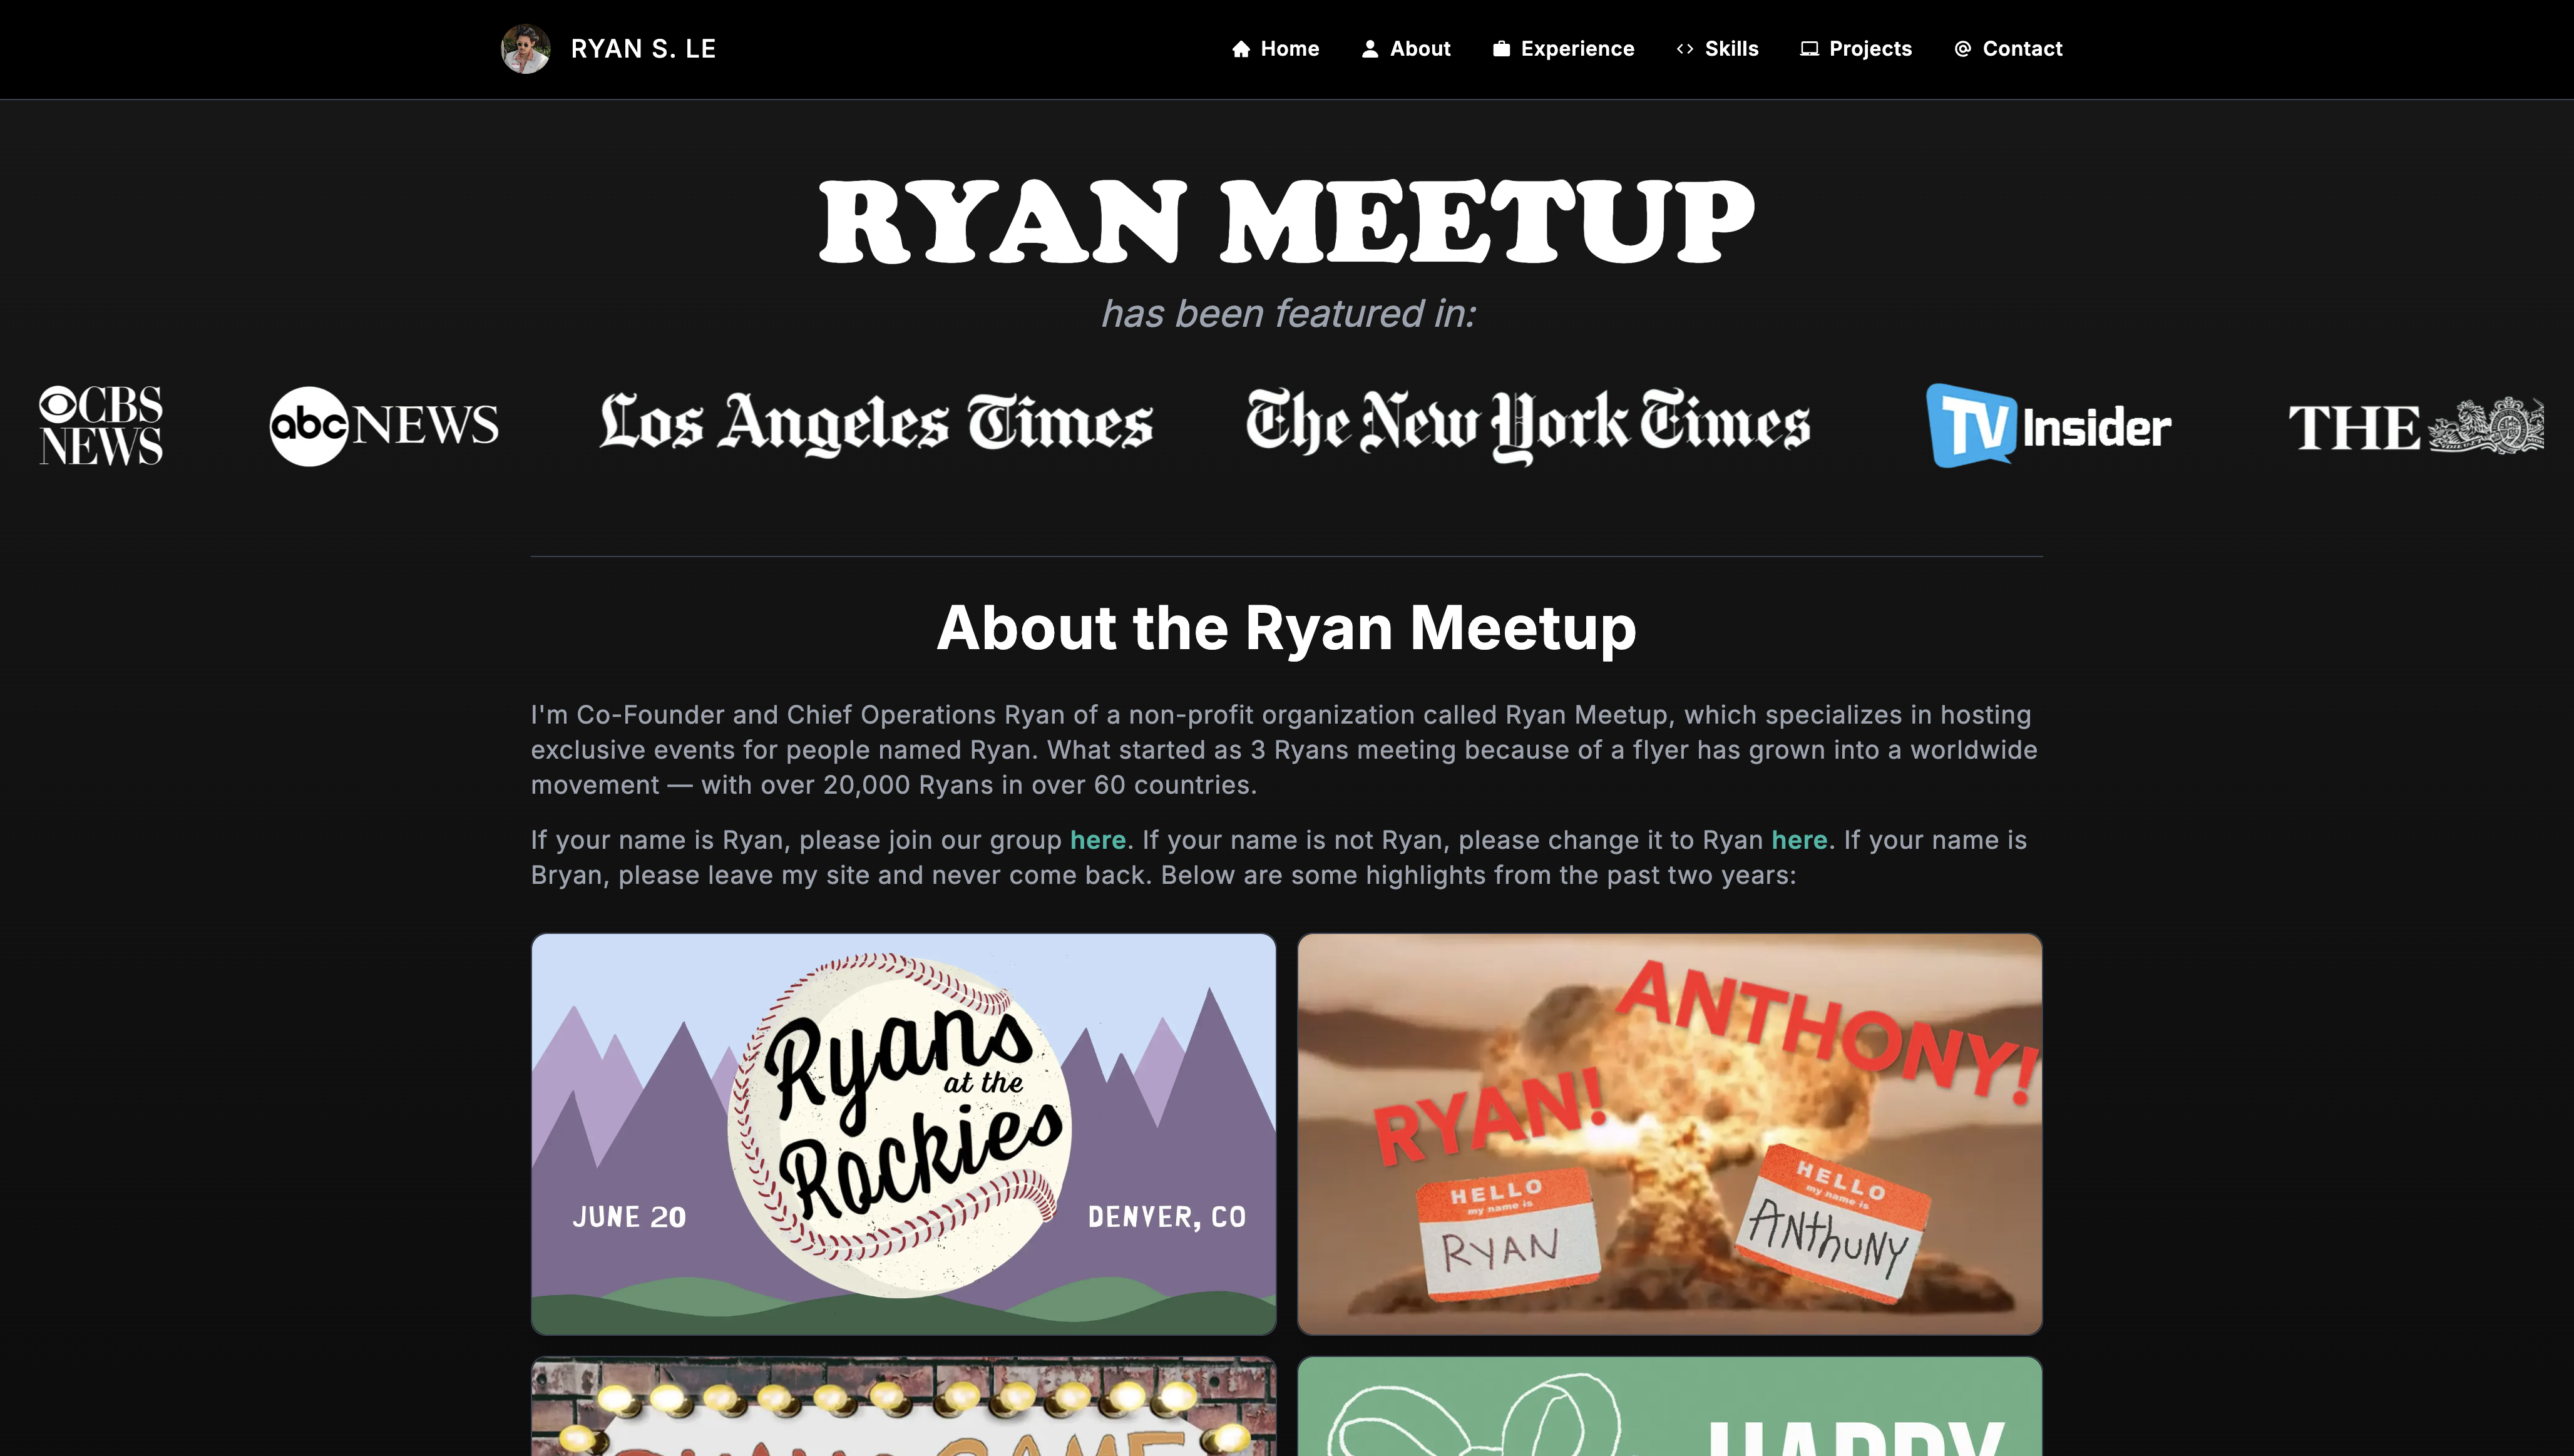 RYAN S. LE
Home About Experience Skills Projects Contact
RYAN MEETUP
has been featured in:
CBS NEWS
abc NEWS
Los Angeles Times
The New York Times
TV Insider
THE
About the Ryan Meetup
I'm Co-Founder and Chief Operations Ryan of a non-profit organization called Ryan Meetup, which specializes in hosting
exclusive events for people named Ryan. What started as 3 Ryans meeting because of a flyer has grown into a worldwide
movement — with over 20,000 Ryans in over 60 countries.
If your name is Ryan, please join our group here. If your name is not Ryan, please change it to Ryan here. If your name is
Bryan, please leave my site and never come back. Below are some highlights from the past two years:
Ryans
at the
Rockies
JUNE 20
DENVER, CO
ANTHONY!
RYAN!
HELLO
my name is
RYAN
HELLO
my name is
ANthuNY
GAME
HAPPY